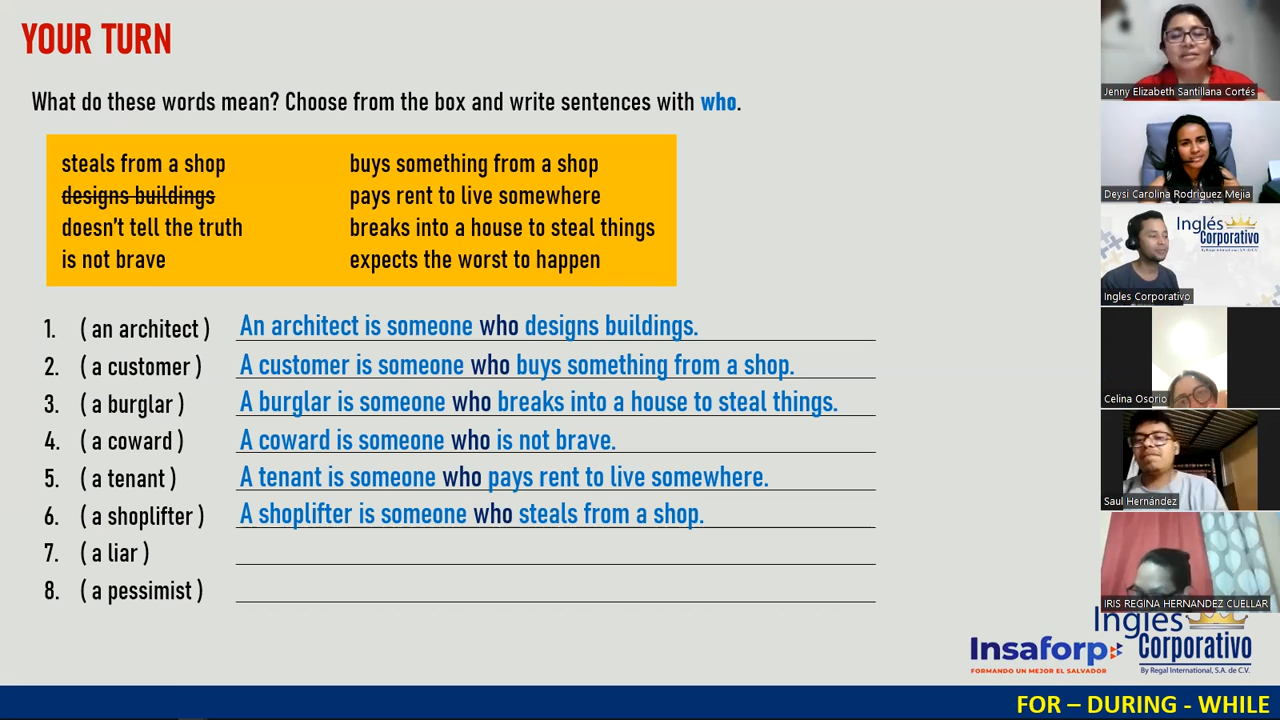 YOUR TURN
What do these words mean? Choose from the box and write sentences with who.
steals from a shop
designs buildings
doesn't tell the truth
is not brave
buys something from a shop
pays rent to live somewhere
breaks into a house to steal things
expects the worst to happen
1. ( an architect ) An architect is someone who designs buildings.
2. ( a customer ) A customer is someone who buys something from a shop.
3. ( a burglar ) A burglar is someone who breaks into a house to steal things.
4. ( a coward ) A coward is someone who is not brave.
5. ( a tenant ) A tenant is someone who pays rent to live somewhere.
6. ( a shoplifter ) A shoplifter is someone who steals from a shop.
7. ( a liar )
8. ( a pessimist )
Jenny Elizabeth Santillana Cortés
Deysi Carolina Rodriguez Mejia
Inglés
Corporativo
By Regal International, S.A. de C.V.
Ingles Corporativo
Celina Osorio
Saul Hernández
IRIS REGINA HERNANDEZ CUELLAR
Insaforp
FORMANDO UN MEJOR EL SALVADOR
Inglés
Corporativo
By Regal International, S.A. de C.V.
FOR – DURING - WHILE